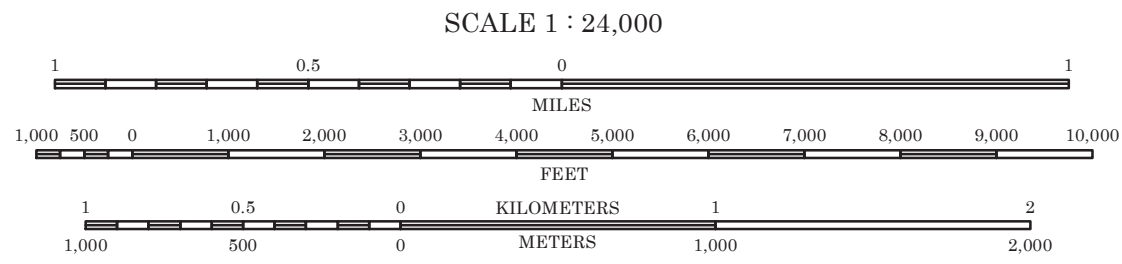 SCALE 1 : 24,000
1 0.5 0 1
MILES
1,000 500 0 1,000 2,000 3,000 4,000 5,000 6,000 7,000 8,000 9,000 10,000
FEET
1 0.5 0 KILOMETERS 1 2
1,000 500 0 METERS 1,000 2,000